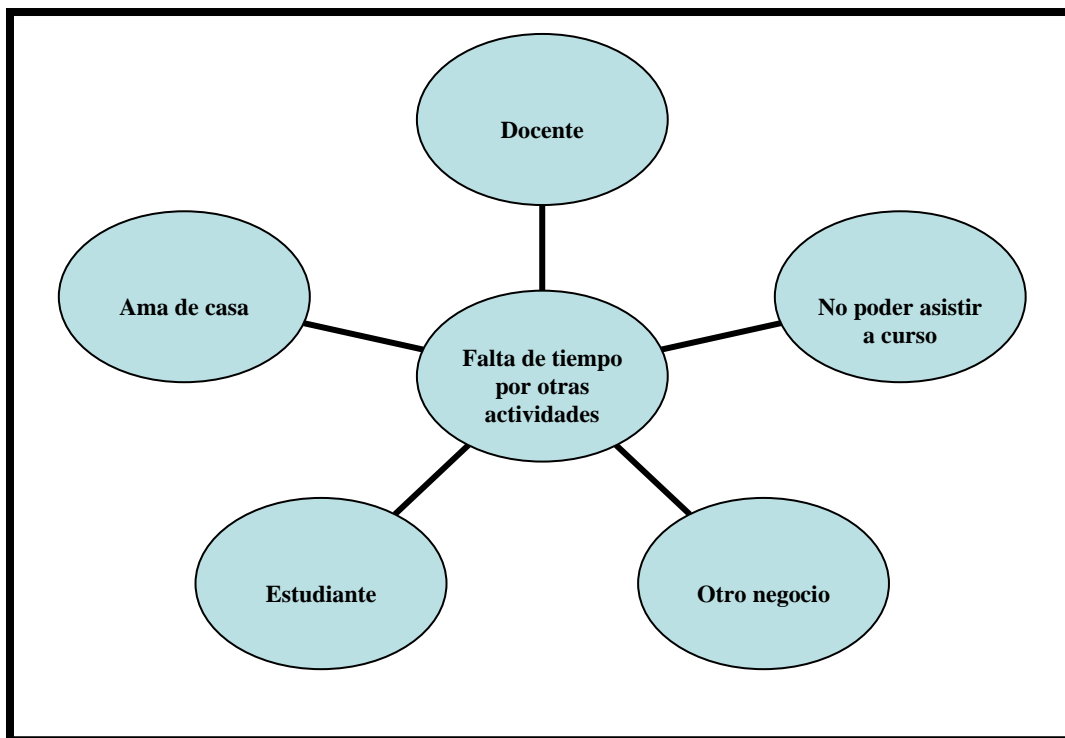 Docente
Ama de casa
No poder asistir
a curso
Falta de tiempo
por otras
actividades
Estudiante
Otro negocio